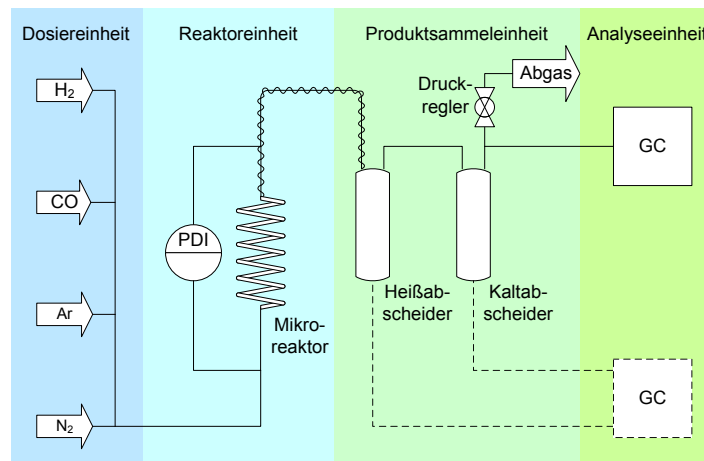 Dosiereinheit
Reaktoreinheit
Produktsammeleinheit
Analyseeinheit
H₂
CO
Ar
N₂
PDI
Mikro-
reaktor
Druck-
regler
Abgas
Heißab-
scheider
Kaltab-
scheider
GC
GC